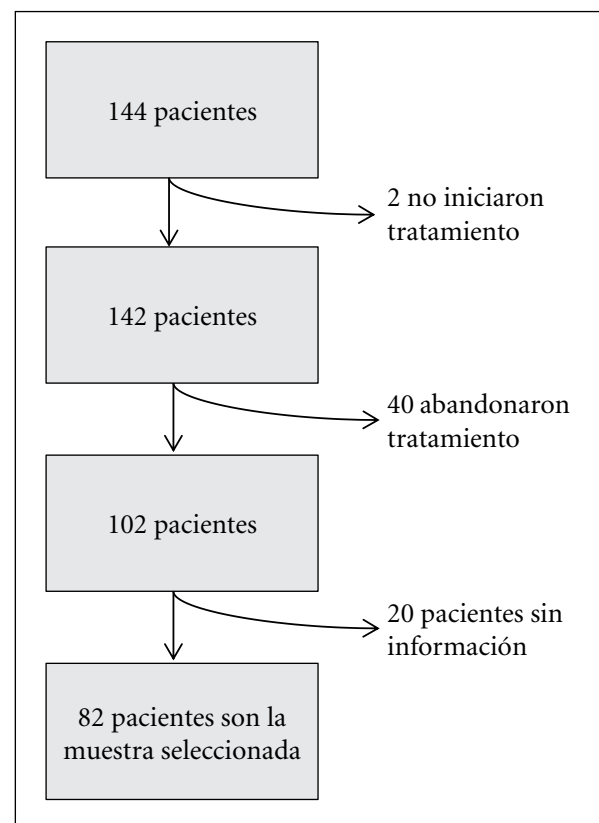 144 pacientes
2 no iniciaron
tratamiento
142 pacientes
40 abandonaron
tratamiento
102 pacientes
20 pacientes sin
información
82 pacientes son la
muestra seleccionada